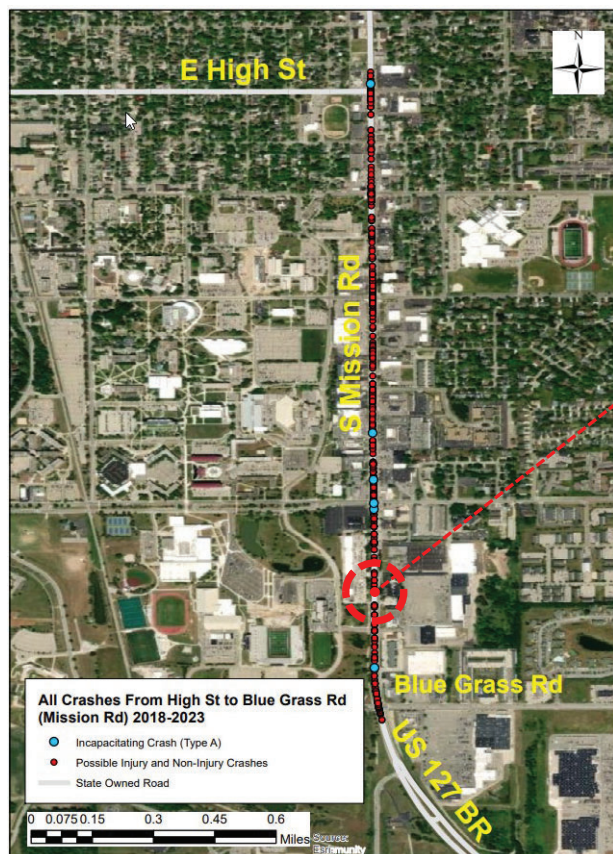 N
E High St
S Mission Rd
Blue Grass Rd
US 127 BR
All Crashes From High St to Blue Grass Rd
(Mission Rd) 2018-2023
Incapacitating Crash (Type A)
Possible Injury and Non-Injury Crashes
State Owned Road
0 0.075 0.15 0.3 0.45 0.6
Miles
Source: